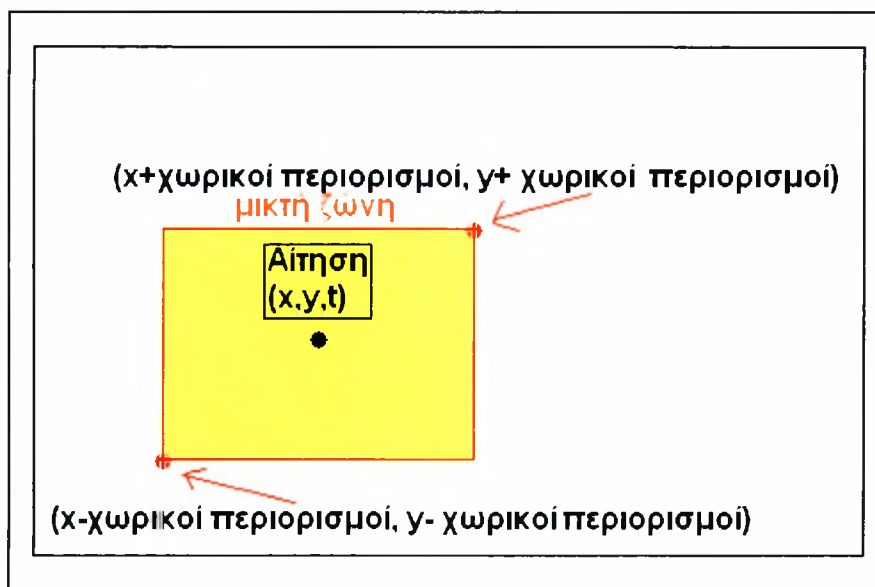 (x+χωρικοί περιορισμοί, y+ χωρικοί περιορισμοί)
μικτή ζώνη
Αίτηση
(x,y,t)
(x-χωρικοί περιορισμοί, y- χωρικοί περιορισμοί)